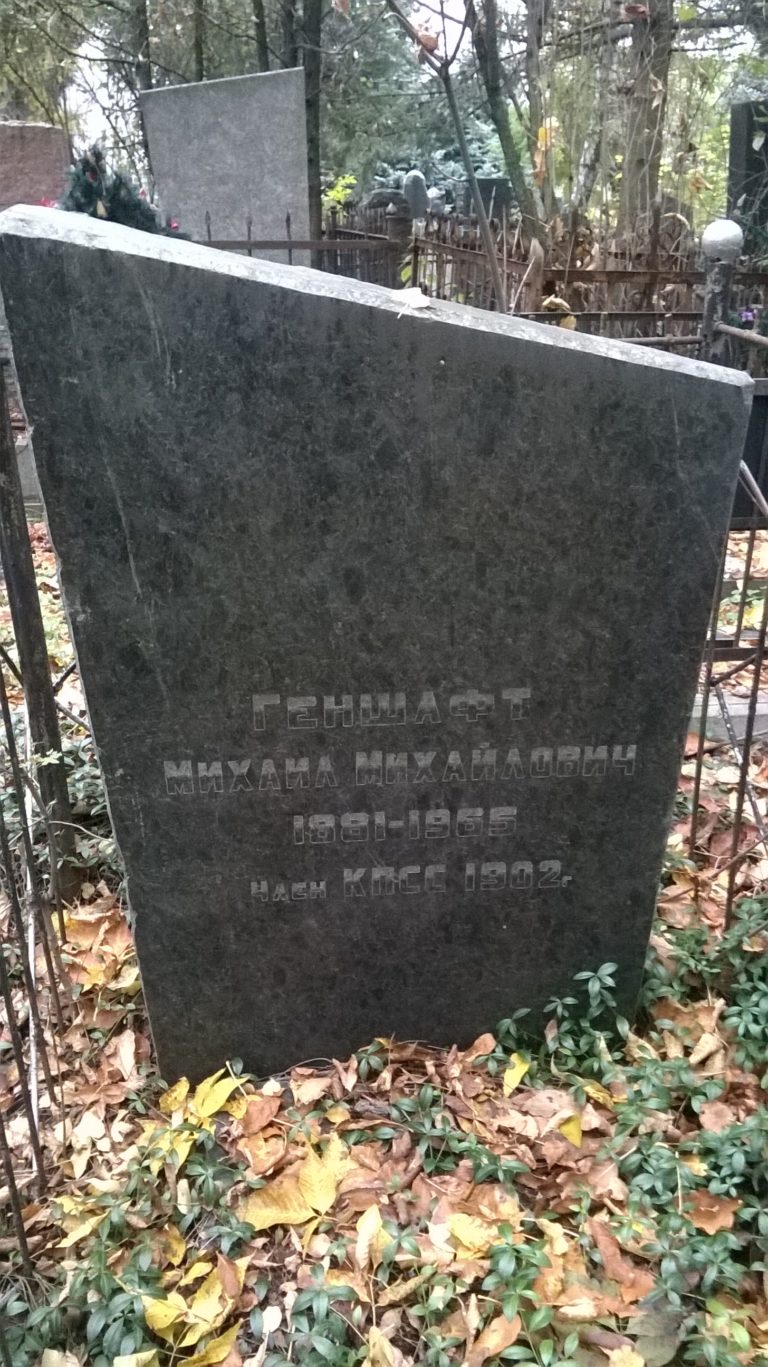 ГЕНШАФТ
МИХАИЛ МИХАЙЛОВИЧ
1881-1965
ЧЛЕН КПСС 1902г